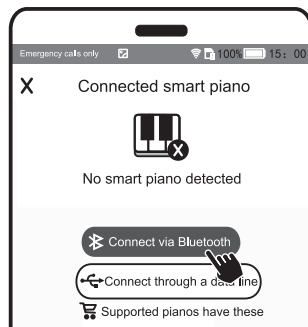 Emergency calls only 100% 15: 00
X Connected smart piano
No smart piano detected
Connect via Bluetooth
Connect through a data line
Supported pianos have these